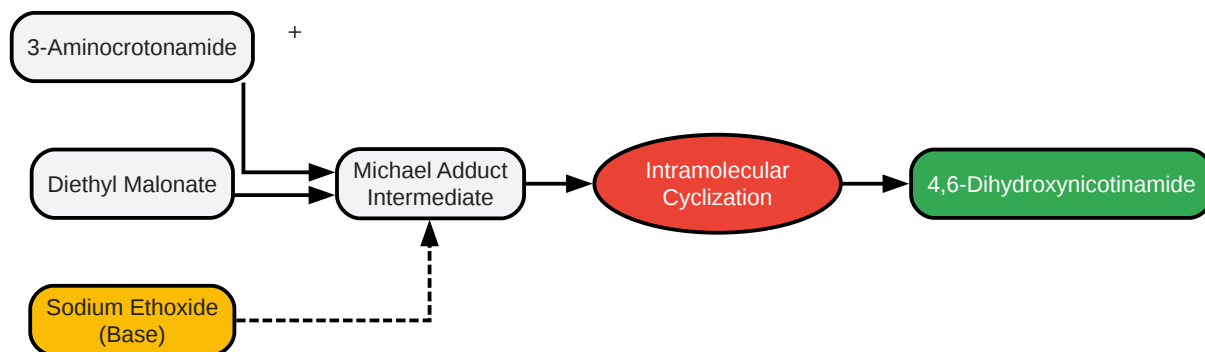 3-Aminocrotonamide
+
Diethyl Malonate
Michael Adduct
Intermediate
Intramolecular
Cyclization
4,6-Dihydroxynicotinamide
Sodium Ethoxide
(Base)